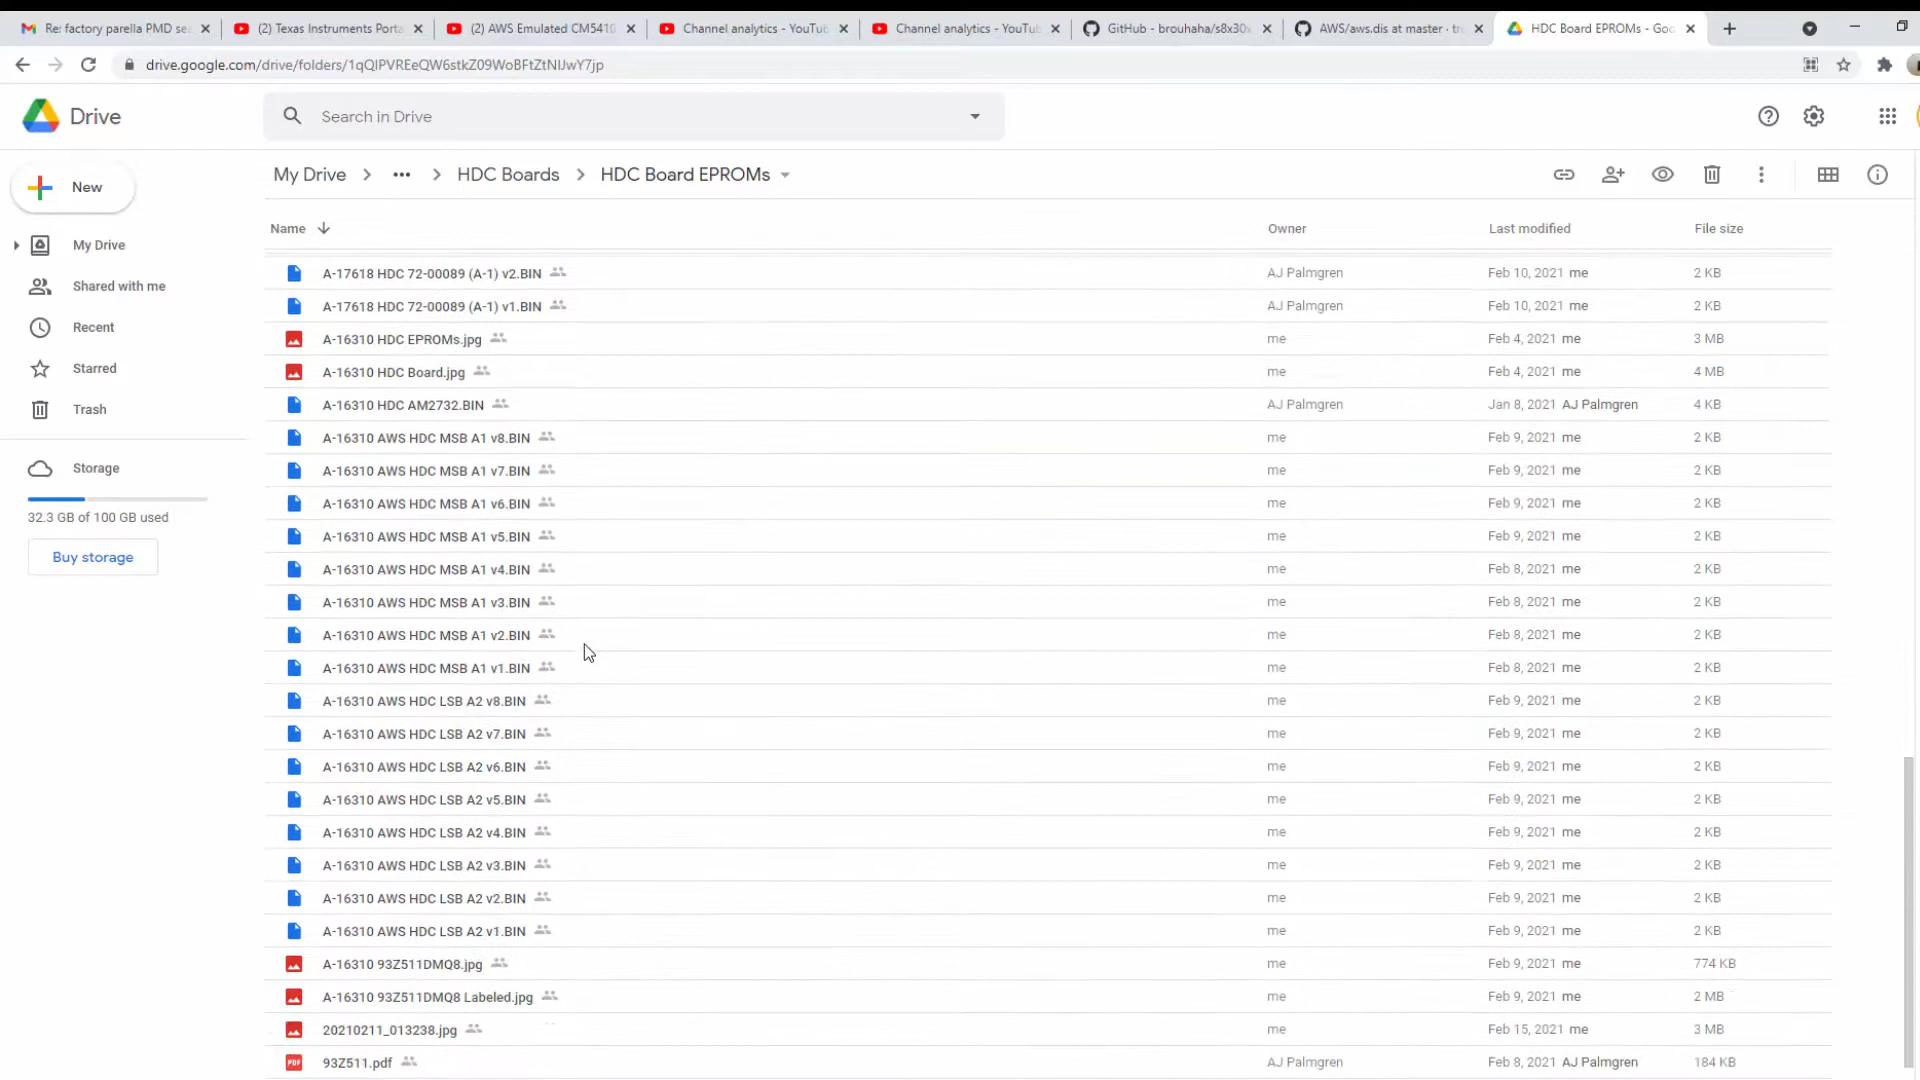 Re: factory parella PMD sea
(2) Texas Instruments Porta
(2) AWS Emulated CM5410
Channel analytics - YouTub
Channel analytics - YouTub
GitHub - brouhaha/s8x30x
AWS/aws.dis at master · tr
HDC Board EPROMs - Goo
drive.google.com/drive/folders/1qQIPVREeQW6stkZ09WoBFtZtNIJwY7jp
Drive
Search in Drive
New
My Drive
Shared with me
Recent
Starred
Trash
Storage
32.3 GB of 100 GB used
Buy storage
My Drive > ... > HDC Boards > HDC Board EPROMs
Name Owner Last modified File size
A-17618 HDC 72-00089 (A-1) v2.BIN AJ Palmgren Feb 10, 2021 me 2 KB
A-17618 HDC 72-00089 (A-1) v1.BIN AJ Palmgren Feb 10, 2021 me 2 KB
A-16310 HDC EPROMs.jpg me Feb 4, 2021 me 3 MB
A-16310 HDC Board.jpg me Feb 4, 2021 me 4 MB
A-16310 HDC AM2732.BIN AJ Palmgren Jan 8, 2021 AJ Palmgren 4 KB
A-16310 AWS HDC MSB A1 v8.BIN me Feb 9, 2021 me 2 KB
A-16310 AWS HDC MSB A1 v7.BIN me Feb 9, 2021 me 2 KB
A-16310 AWS HDC MSB A1 v6.BIN me Feb 9, 2021 me 2 KB
A-16310 AWS HDC MSB A1 v5.BIN me Feb 9, 2021 me 2 KB
A-16310 AWS HDC MSB A1 v4.BIN me Feb 8, 2021 me 2 KB
A-16310 AWS HDC MSB A1 v3.BIN me Feb 8, 2021 me 2 KB
A-16310 AWS HDC MSB A1 v2.BIN me Feb 8, 2021 me 2 KB
A-16310 AWS HDC MSB A1 v1.BIN me Feb 8, 2021 me 2 KB
A-16310 AWS HDC LSB A2 v8.BIN me Feb 9, 2021 me 2 KB
A-16310 AWS HDC LSB A2 v7.BIN me Feb 9, 2021 me 2 KB
A-16310 AWS HDC LSB A2 v6.BIN me Feb 9, 2021 me 2 KB
A-16310 AWS HDC LSB A2 v5.BIN me Feb 9, 2021 me 2 KB
A-16310 AWS HDC LSB A2 v4.BIN me Feb 9, 2021 me 2 KB
A-16310 AWS HDC LSB A2 v3.BIN me Feb 9, 2021 me 2 KB
A-16310 AWS HDC LSB A2 v2.BIN me Feb 9, 2021 me 2 KB
A-16310 AWS HDC LSB A2 v1.BIN me Feb 9, 2021 me 2 KB
A-16310 93Z511DMQ8.jpg me Feb 9, 2021 me 774 KB
A-16310 93Z511DMQ8 Labeled.jpg me Feb 9, 2021 me 2 MB
20210211_013238.jpg me Feb 15, 2021 me 3 MB
PDF 93Z511.pdf AJ Palmgren Feb 8, 2021 AJ Palmgren 184 KB